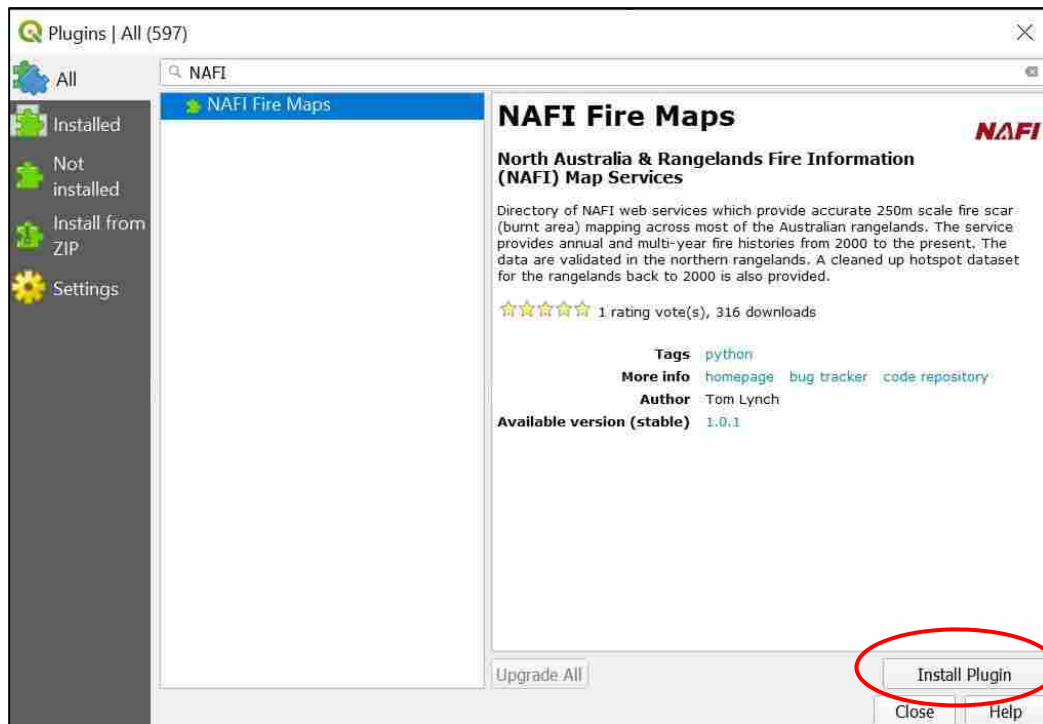 Plugins | All (597)
All
NAFI
Installed
Not
installed
Install from
ZIP
Settings
NAFI Fire Maps
NAFI Fire Maps
NAFI
North Australia & Rangelands Fire Information
(NAFI) Map Services
Directory of NAFI web services which provide accurate 250m scale fire scar
(burnt area) mapping across most of the Australian rangelands. The service
provides annual and multi-year fire histories from 2000 to the present. The
data are validated in the northern rangelands. A cleaned up hotspot dataset
for the rangelands back to 2000 is also provided.
1 rating vote(s), 316 downloads
Tags python
More info homepage bug tracker code repository
Author Tom Lynch
Available version (stable) 1.0.1
Upgrade All
Install Plugin
Close
Help